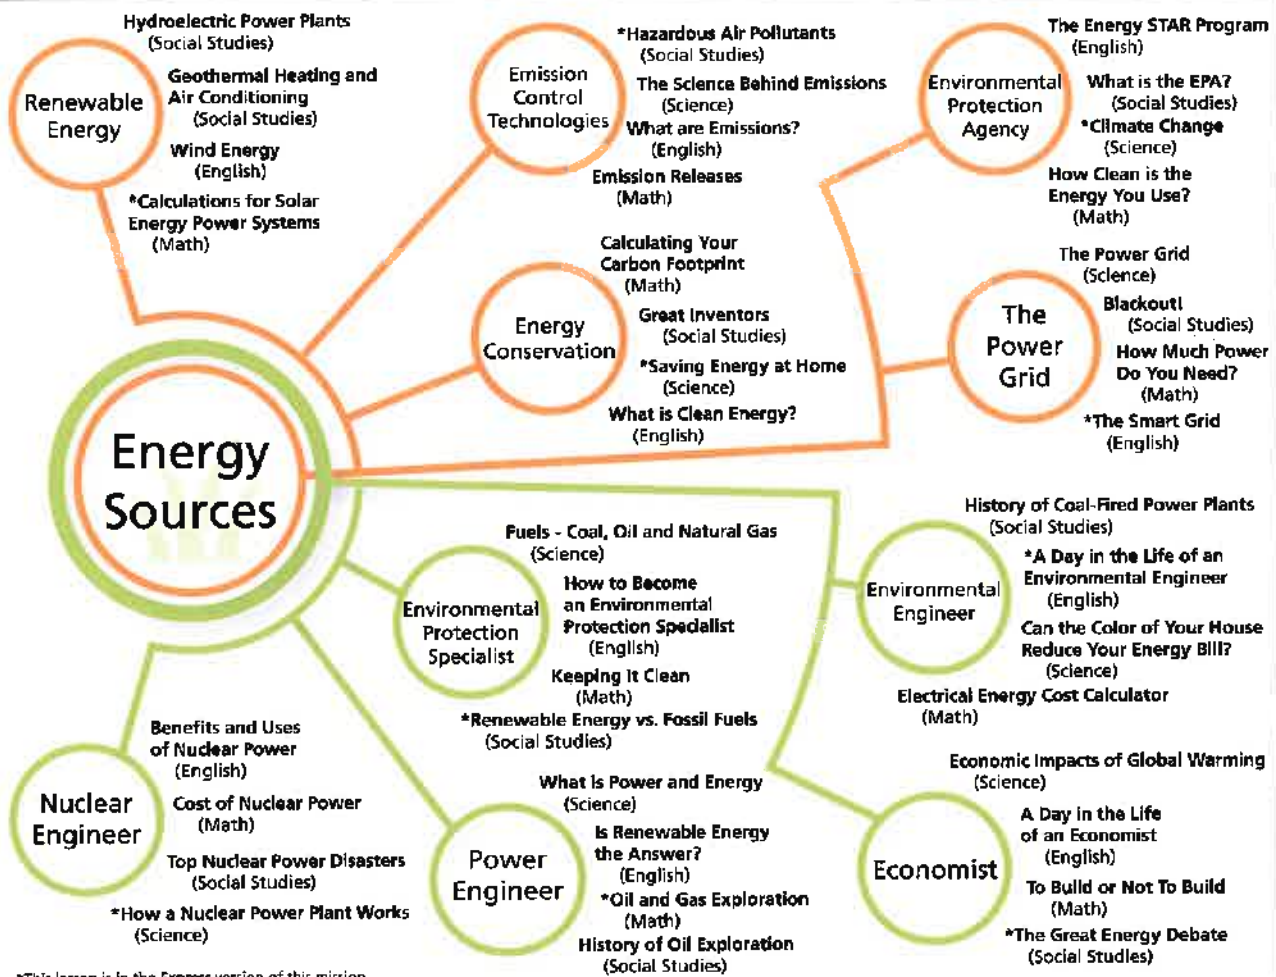 Hydroelectric Power Plants
(Social Studies)
Geothermal Heating and
Air Conditioning
(Social Studies)
Wind Energy
(English)
*Calculations for Solar
Energy Power Systems
(Math)
Renewable
Energy
*Hazardous Air Pollutants
(Social Studies)
The Science Behind Emissions
(Science)
What are Emissions?
(English)
Emission Releases
(Math)
Emission
Control
Technologies
The Energy STAR Program
(English)
What is the EPA?
(Social Studies)
*Climate Change
(Science)
How Clean is the
Energy You Use?
(Math)
Environmental
Protection
Agency
Calculating Your
Carbon Footprint
(Math)
Great Inventors
(Social Studies)
*Saving Energy at Home
(Science)
What is Clean Energy?
(English)
Energy
Conservation
The Power Grid
(Science)
Blackout!
(Social Studies)
How Much Power
Do You Need?
(Math)
*The Smart Grid
(English)
The
Power
Grid
Energy
Sources
Fuels - Coal, Oil and Natural Gas
(Science)
How to Become
an Environmental
Protection Specialist
(English)
Keeping It Clean
(Math)
*Renewable Energy vs. Fossil Fuels
(Social Studies)
Environmental
Protection
Specialist
History of Coal-Fired Power Plants
(Social Studies)
*A Day in the Life of an
Environmental Engineer
(English)
Can the Color of Your House
Reduce Your Energy Bill?
(Science)
Electrical Energy Cost Calculator
(Math)
Environmental
Engineer
Benefits and Uses
of Nuclear Power
(English)
Cost of Nuclear Power
(Math)
Top Nuclear Power Disasters
(Social Studies)
*How a Nuclear Power Plant Works
(Science)
Nuclear
Engineer
What is Power and Energy
(Science)
Is Renewable Energy
the Answer?
(English)
*Oil and Gas Exploration
(Math)
History of Oil Exploration
(Social Studies)
Power
Engineer
Economic Impacts of Global Warming
(Science)
A Day in the Life
of an Economist
(English)
To Build or Not To Build
(Math)
*The Great Energy Debate
(Social Studies)
Economist
*This lesson is in the Express version of this mission